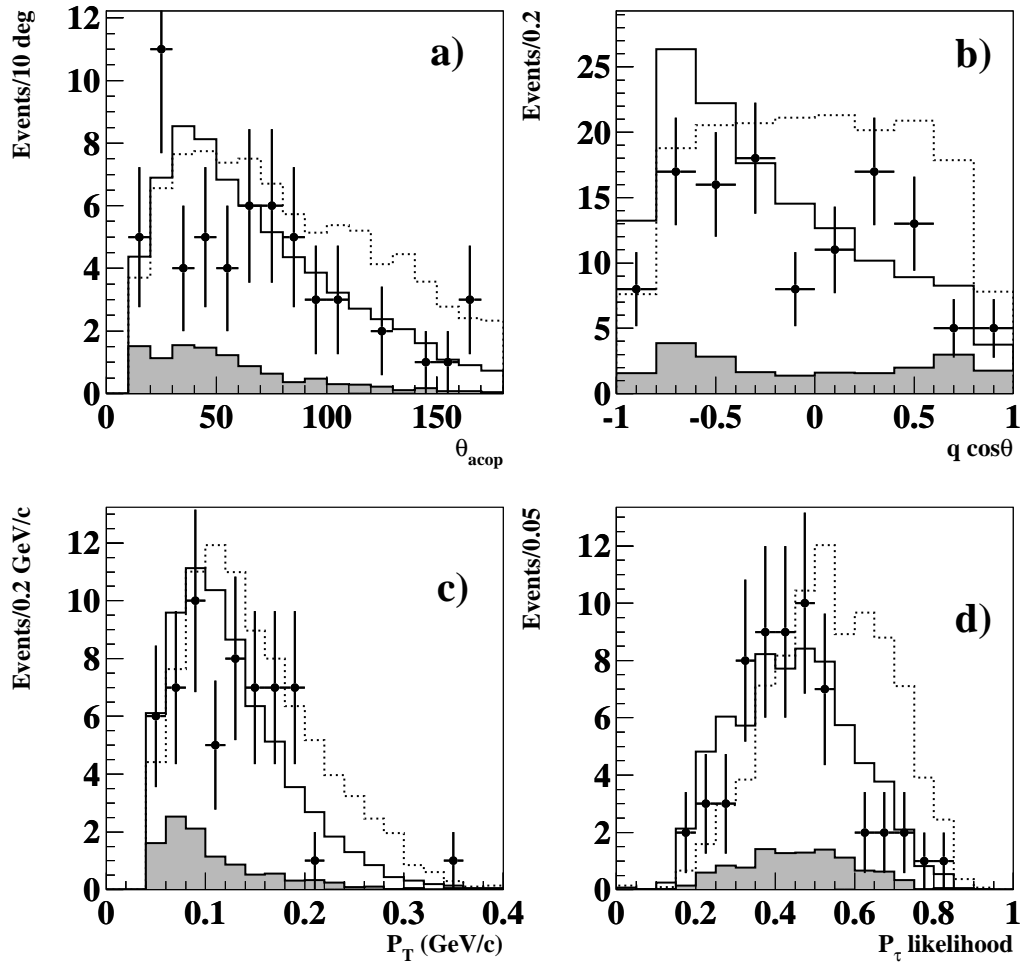 a)
Events/10 deg
12
10
8
6
4
2
0
0 50 100 150
θacop
b)
Events/0.2
25
20
15
10
5
0
-1 -0.5 0 0.5 1
q cosθ
c)
Events/0.2 GeV/c
12
10
8
6
4
2
0
0 0.1 0.2 0.3 0.4
P_T (GeV/c)
d)
Events/0.05
12
10
8
6
4
2
0
0 0.2 0.4 0.6 0.8 1
P_τ likelihood